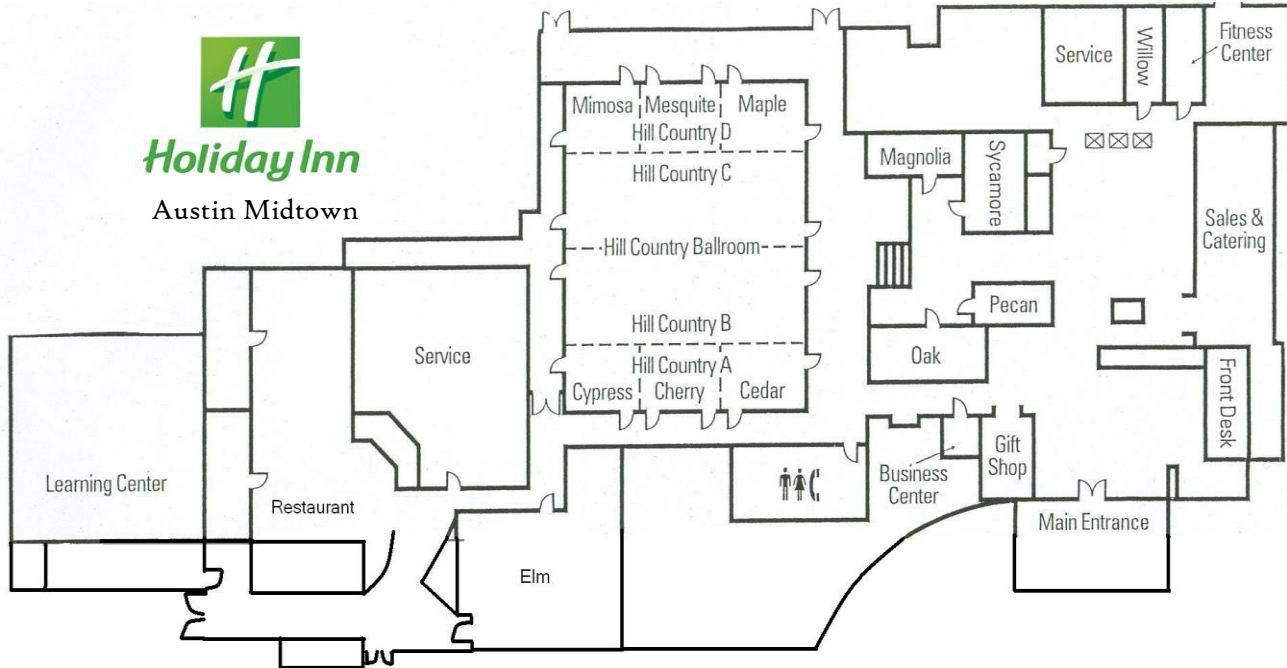 Holiday Inn
Austin Midtown
Mimosa
Mesquite
Maple
Hill Country D
Hill Country C
Hill Country Ballroom
Hill Country B
Hill Country A
Cypress
Cherry
Cedar
Service
Willow
Fitness
Center
Magnolia
Sycamore
Sales &
Catering
Pecan
Oak
Front Desk
Gift
Shop
Business
Center
Main Entrance
Service
Learning Center
Restaurant
Elm